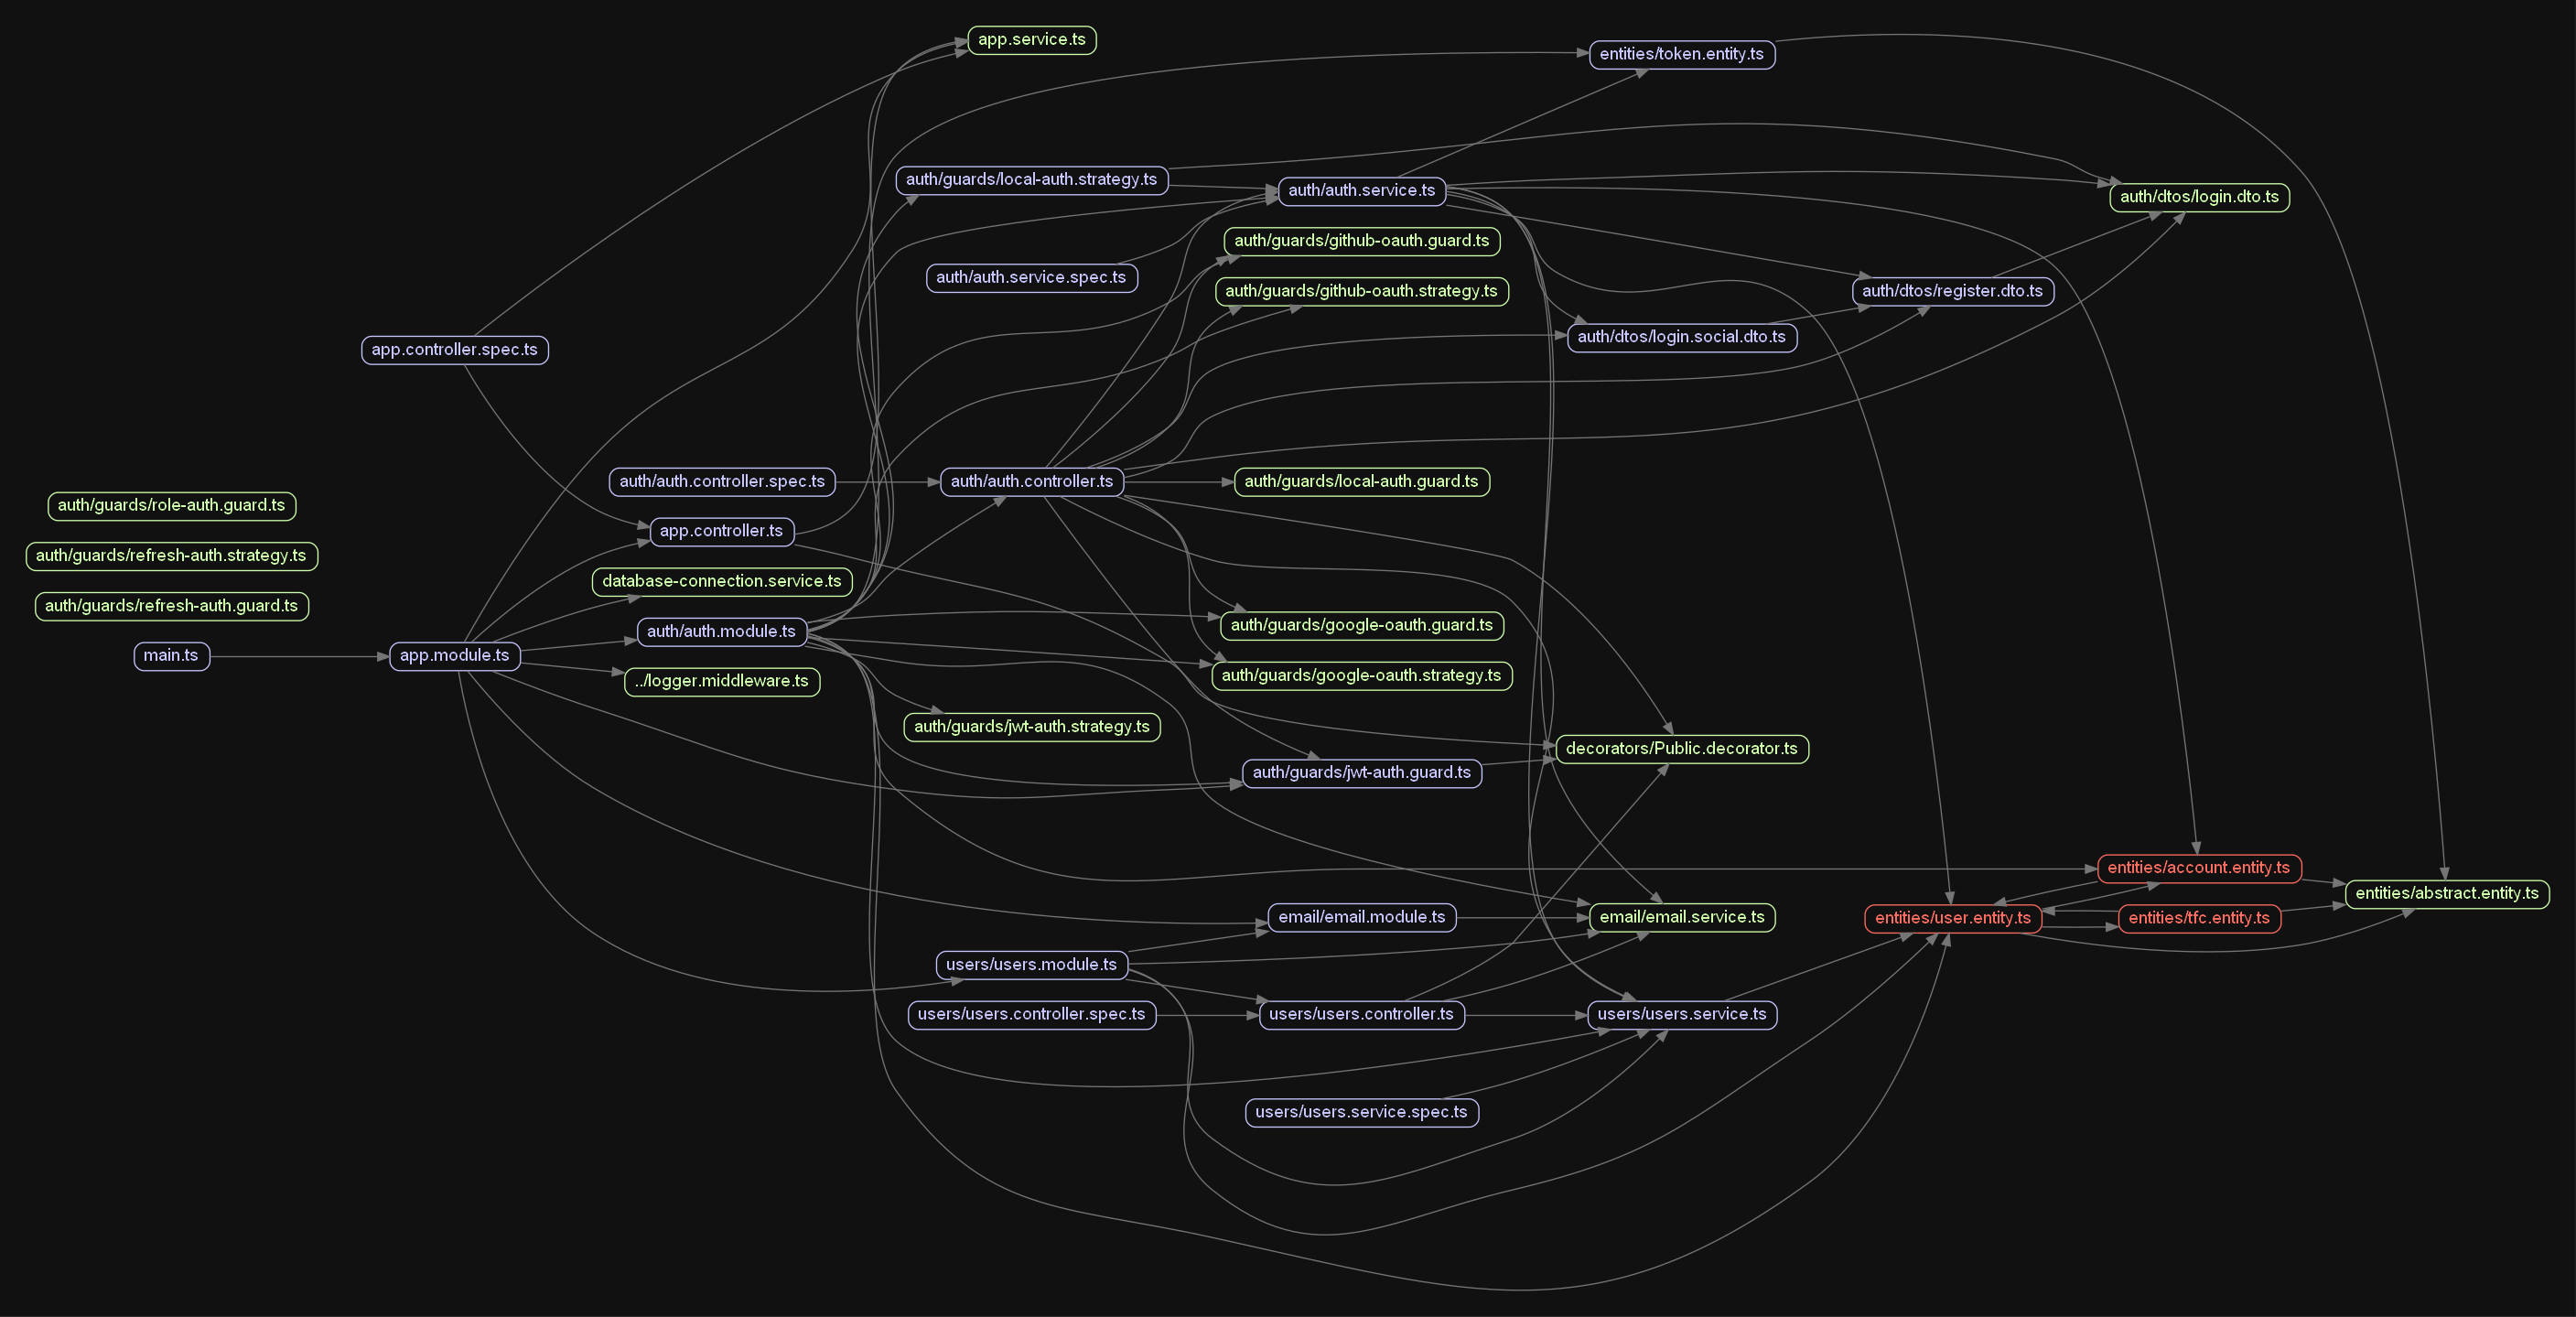 app.service.ts
entities/token.entity.ts
auth/guards/local-auth.strategy.ts
auth/auth.service.ts
auth/dtos/login.dto.ts
auth/guards/github-oauth.guard.ts
auth/auth.service.spec.ts
auth/guards/github-oauth.strategy.ts
auth/dtos/register.dto.ts
auth/dtos/login.social.dto.ts
app.controller.spec.ts
auth/auth.controller.spec.ts
auth/auth.controller.ts
auth/guards/local-auth.guard.ts
auth/guards/role-auth.guard.ts
app.controller.ts
auth/guards/refresh-auth.strategy.ts
database-connection.service.ts
auth/guards/refresh-auth.guard.ts
auth/auth.module.ts
auth/guards/google-oauth.guard.ts
main.ts
app.module.ts
../logger.middleware.ts
auth/guards/google-oauth.strategy.ts
auth/guards/jwt-auth.strategy.ts
decorators/Public.decorator.ts
auth/guards/jwt-auth.guard.ts
entities/account.entity.ts
entities/abstract.entity.ts
email/email.module.ts
email/email.service.ts
entities/user.entity.ts
entities/tfc.entity.ts
users/users.module.ts
users/users.controller.spec.ts
users/users.controller.ts
users/users.service.ts
users/users.service.spec.ts